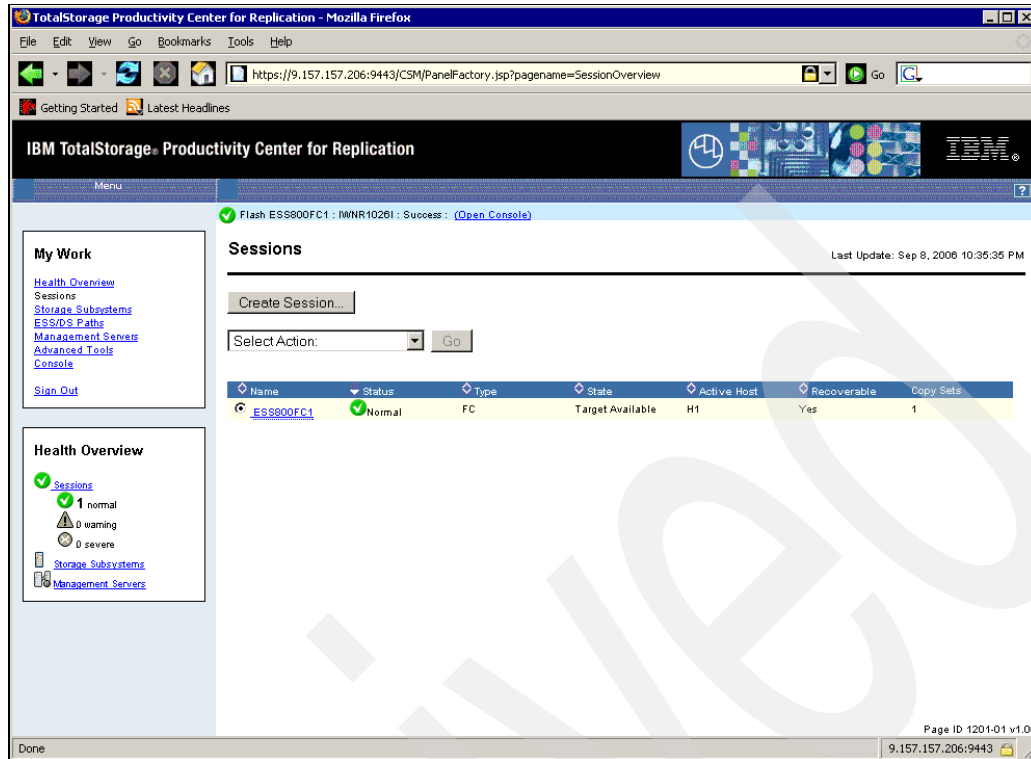 TotalStorage Productivity Center for Replication - Mozilla Firefox
File Edit View Go Bookmarks Tools Help
https://9.157.157.206:9443/CSM/PanelFactory.jsp?pagename=SessionOverview
Go
G
Getting Started Latest Headlines
IBM TotalStorage® Productivity Center for Replication
IBM®
Menu
?
Flash ESS800FC1 : IWNR1026I : Success : (Open Console)
Sessions
Last Update: Sep 8, 2006 10:35:35 PM
My Work
Health Overview
Sessions
Storage Subsystems
ESS/DS Paths
Management Servers
Advanced Tools
Console
Sign Out
Create Session...
Select Action:
Go
Name Status Type State Active Host Recoverable Copy Sets
ESS800FC1 Normal FC Target Available H1 Yes 1
Health Overview
Sessions
1 normal
0 warning
0 severe
Storage Subsystems
Management Servers
Page ID 1201-01 v1.0
Done
9.157.157.206:9443